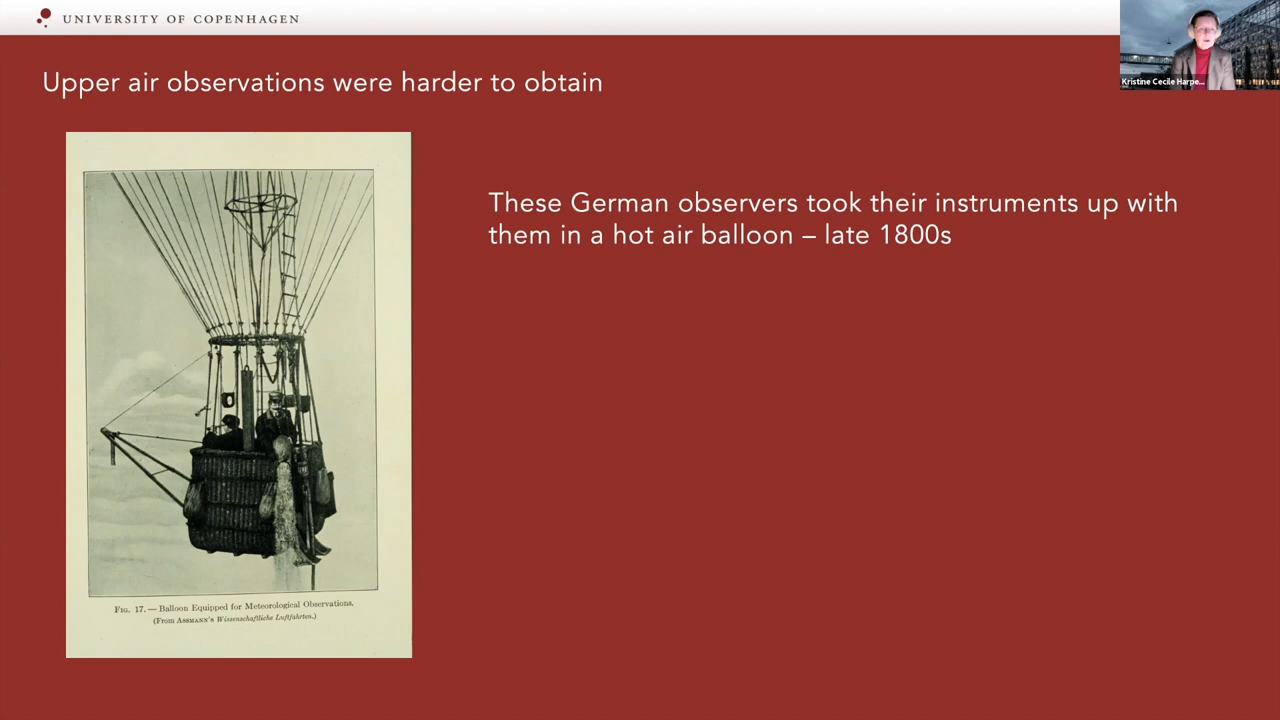 UNIVERSITY OF COPENHAGEN
Kristine Cecile Harpe...
Upper air observations were harder to obtain
These German observers took their instruments up with
them in a hot air balloon – late 1800s
FIG. 17.— Balloon Equipped for Meteorological Observations.
(From ASSMANN'S Wissenschaftliche Luftfahrten.)